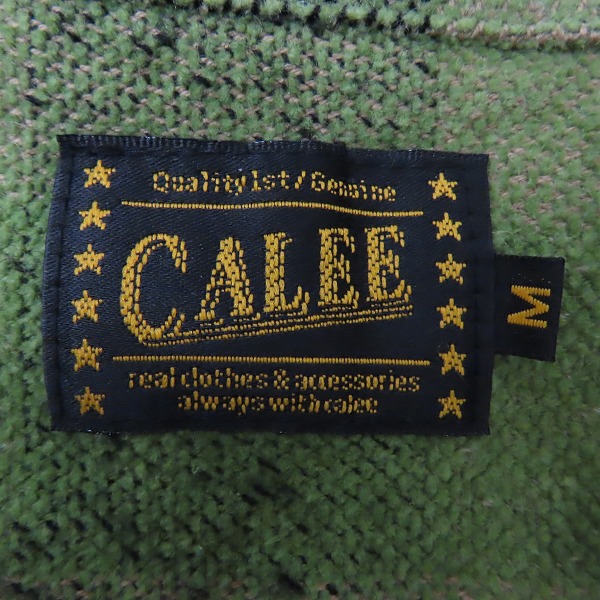 Quality 1st/Genuine
CALEE
real clothes & accessories
always with calee
M